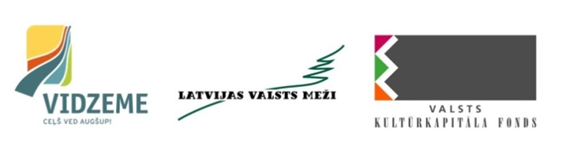 VIDZEME
CEĻŠ VED AUGŠUP!
LATVIJAS VALSTS MEŽI
VALSTS
KULTŪRKAPITĀLA FONDS